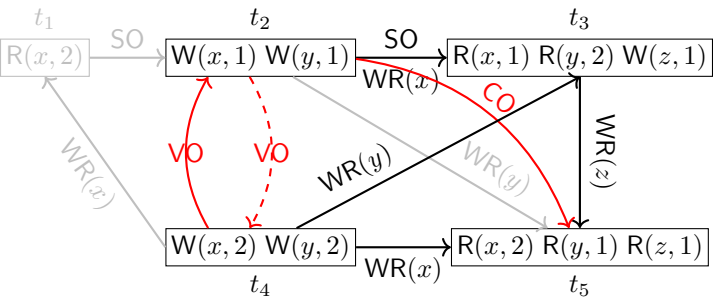 t₁ t₂ t₃
R(x, 2) SO W(x, 1) W(y, 1) SO R(x, 1) R(y, 2) W(z, 1)
WR(x)
CO
WR(x) VO VO WR(y) WR(y) WR(z)
W(x, 2) W(y, 2) R(x, 2) R(y, 1) R(z, 1)
WR(x)
t₄ t₅